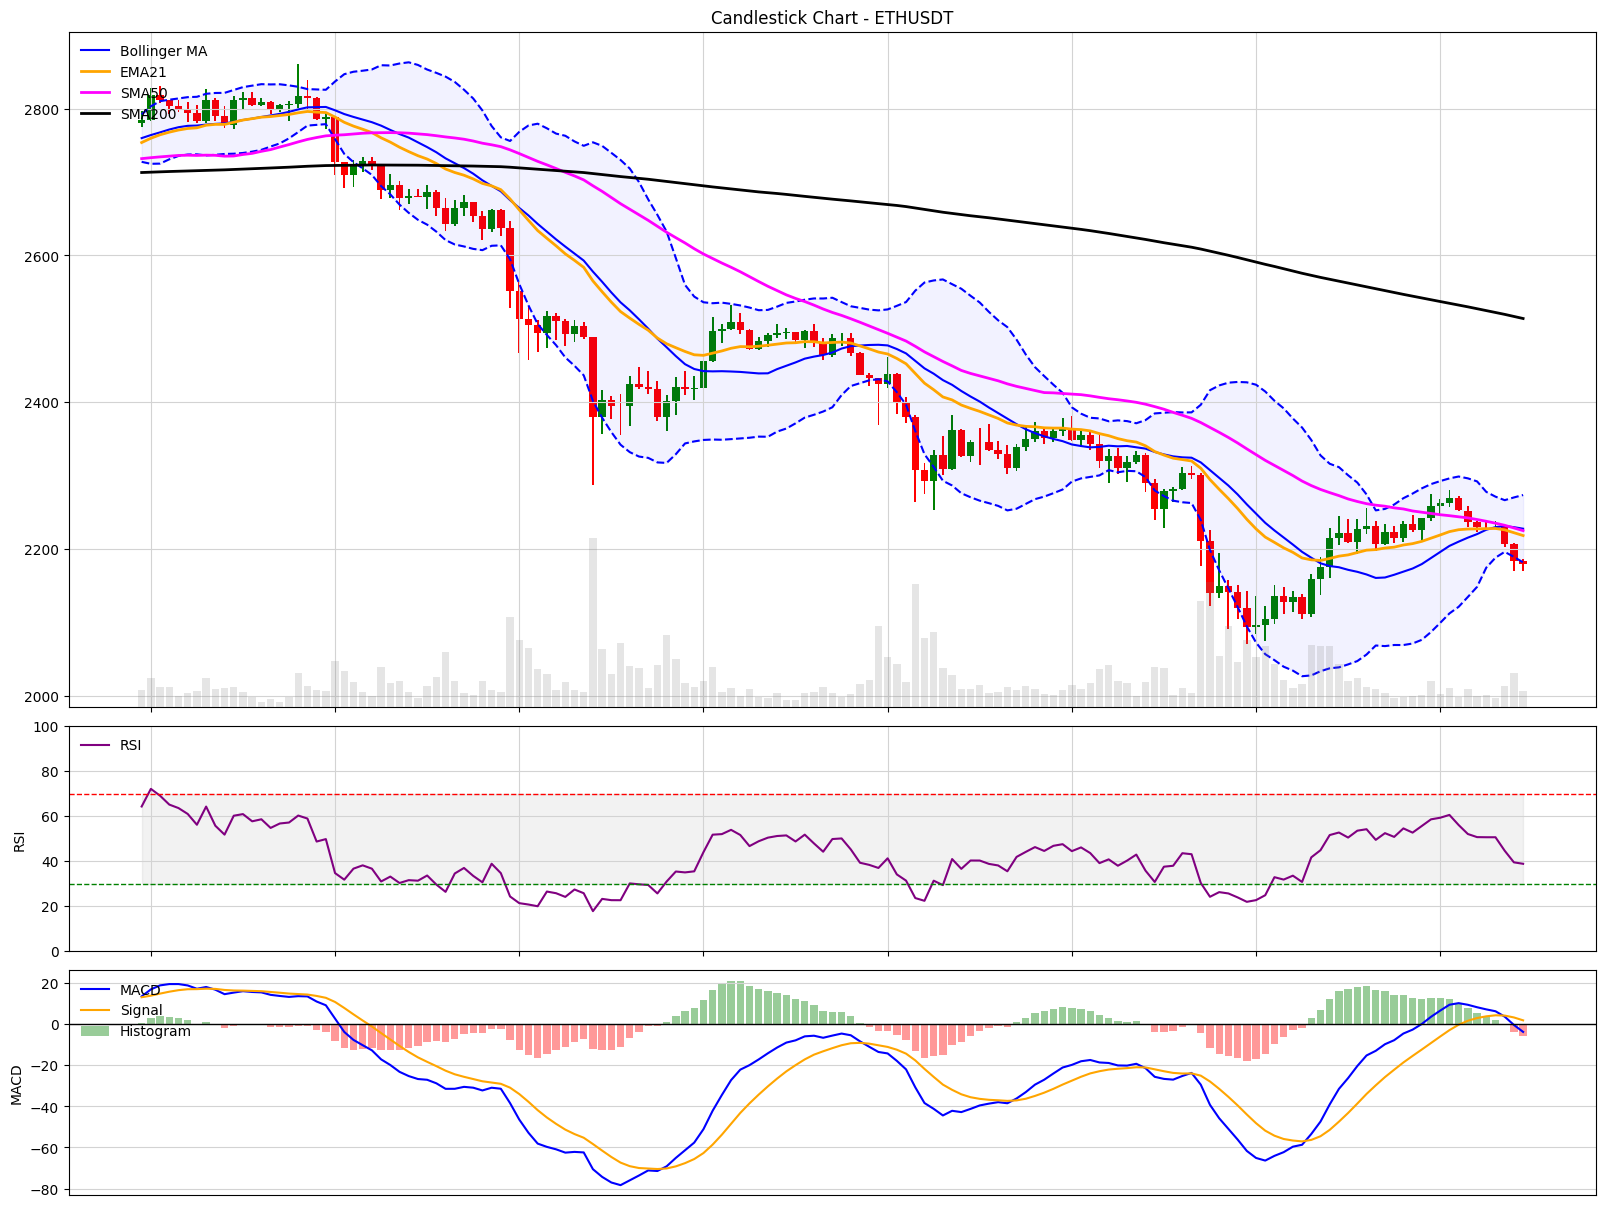 Candlestick Chart - ETHUSDT
Bollinger MA
EMA21
SMA50
SMA200
2800
2600
2400
2200
2000
RSI
100
80
60
40
20
0
RSI
MACD
Signal
Histogram
20
0
−20
−40
−60
−80
MACD